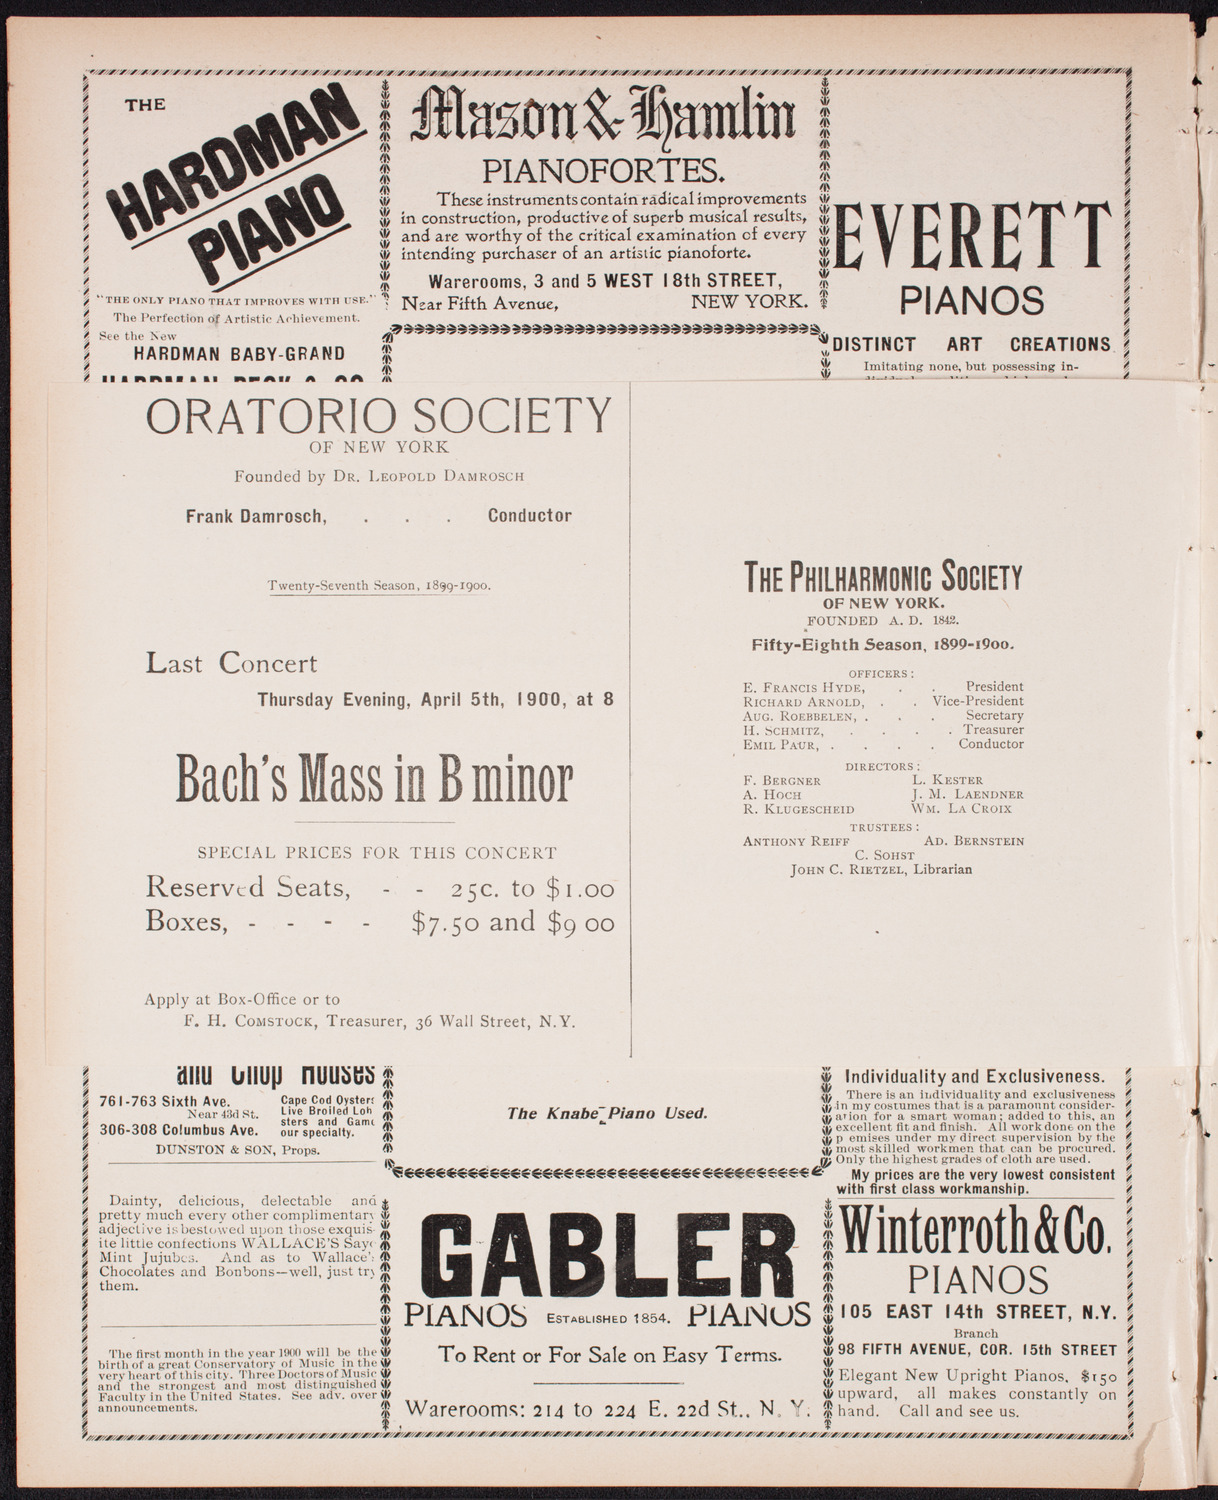 THE
HARDMAN
PIANO
"THE ONLY PIANO THAT IMPROVES WITH USE."
The Perfection of Artistic Achievement.
See the New
HARDMAN BABY-GRAND
HARDMAN, PECK & CO
Mason & Hamlin
PIANOFORTES.
These instruments contain radical improvements
in construction, productive of superb musical results,
and are worthy of the critical examination of every
intending purchaser of an artistic pianoforte.
Warerooms, 3 and 5 WEST 18th STREET,
Near Fifth Avenue, NEW YORK.
EVERETT
PIANOS
DISTINCT ART CREATIONS
Imitating none, but possessing in-
ORATORIO SOCIETY
OF NEW YORK
Founded by DR. LEOPOLD DAMROSCH
Frank Damrosch, . . . Conductor
Twenty-Seventh Season, 1899-1900.
Last Concert
Thursday Evening, April 5th, 1900, at 8
Bach's Mass in B minor
SPECIAL PRICES FOR THIS CONCERT
Reserved Seats, - - 25c. to $1.00
Boxes, - - - - $7.50 and $9 00
Apply at Box-Office or to
F. H. COMSTOCK, Treasurer, 36 Wall Street, N.Y.
THE PHILHARMONIC SOCIETY
OF NEW YORK.
FOUNDED A. D. 1842.
Fifty-Eighth Season, 1899-1900.
OFFICERS:
E. FRANCIS HYDE, . . President
RICHARD ARNOLD, . . Vice-President
AUG. ROEBBELEN, . . . Secretary
H. SCHMITZ, . . . . Treasurer
EMIL PAUR, . . . . Conductor
DIRECTORS:
F. BERGNER L. KESTER
A. HOCH J. M. LAENDNER
R. KLUGESCHEID WM. LA CROIX
TRUSTEES:
ANTHONY REIFF AD. BERNSTEIN
C. SOHST
JOHN C. RIETZEL, Librarian
and Chop Houses
761-763 Sixth Ave.
Near 43d St.
306-308 Columbus Ave.
Cape Cod Oysters
Live Broiled Lob
sters and Game
our specialty.
DUNSTON & SON, Props.
Dainty, delicious, delectable and
pretty much every other complimentary
adjective is bestowed upon those exquis-
ite little confections WALLACE'S Saye
Mint Jujubes. And as to Wallace's
Chocolates and Bonbons—well, just try
them.
The first month in the year 1900 will be the
birth of a great Conservatory of Music in the
very heart of this city. Three Doctors of Music
and the strongest and most distinguished
Faculty in the United States. See adv. over
announcements.
The Knabe Piano Used.
GABLER
PIANOS ESTABLISHED 1854. PIANOS
To Rent or For Sale on Easy Terms.
Warerooms: 214 to 224 E. 22d St., N. Y.
Individuality and Exclusiveness.
There is an individuality and exclusiveness
in my costumes that is a paramount consider-
ation for a smart woman; added to this, an
excellent fit and finish. All work done on the
p emises under my direct supervision by the
most skilled workmen that can be procured.
Only the highest grades of cloth are used.
My prices are the very lowest consistent
with first class workmanship.
Winterroth & Co.
PIANOS
105 EAST 14th STREET, N.Y.
Branch
98 FIFTH AVENUE, COR. 15th STREET
Elegant New Upright Pianos, $150
upward, all makes constantly on
hand. Call and see us.